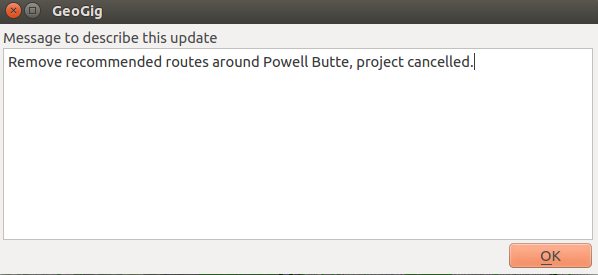 GeoGig
Message to describe this update
Remove recommended routes around Powell Butte, project cancelled.
OK